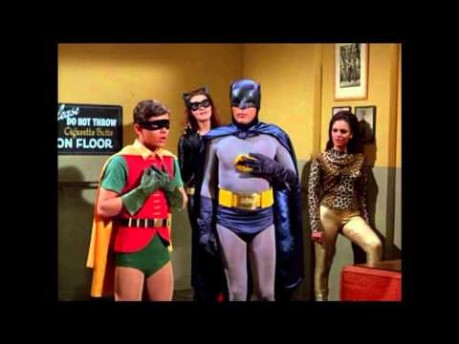 Please
DO NOT THROW
Cigarette Butts
ON FLOOR